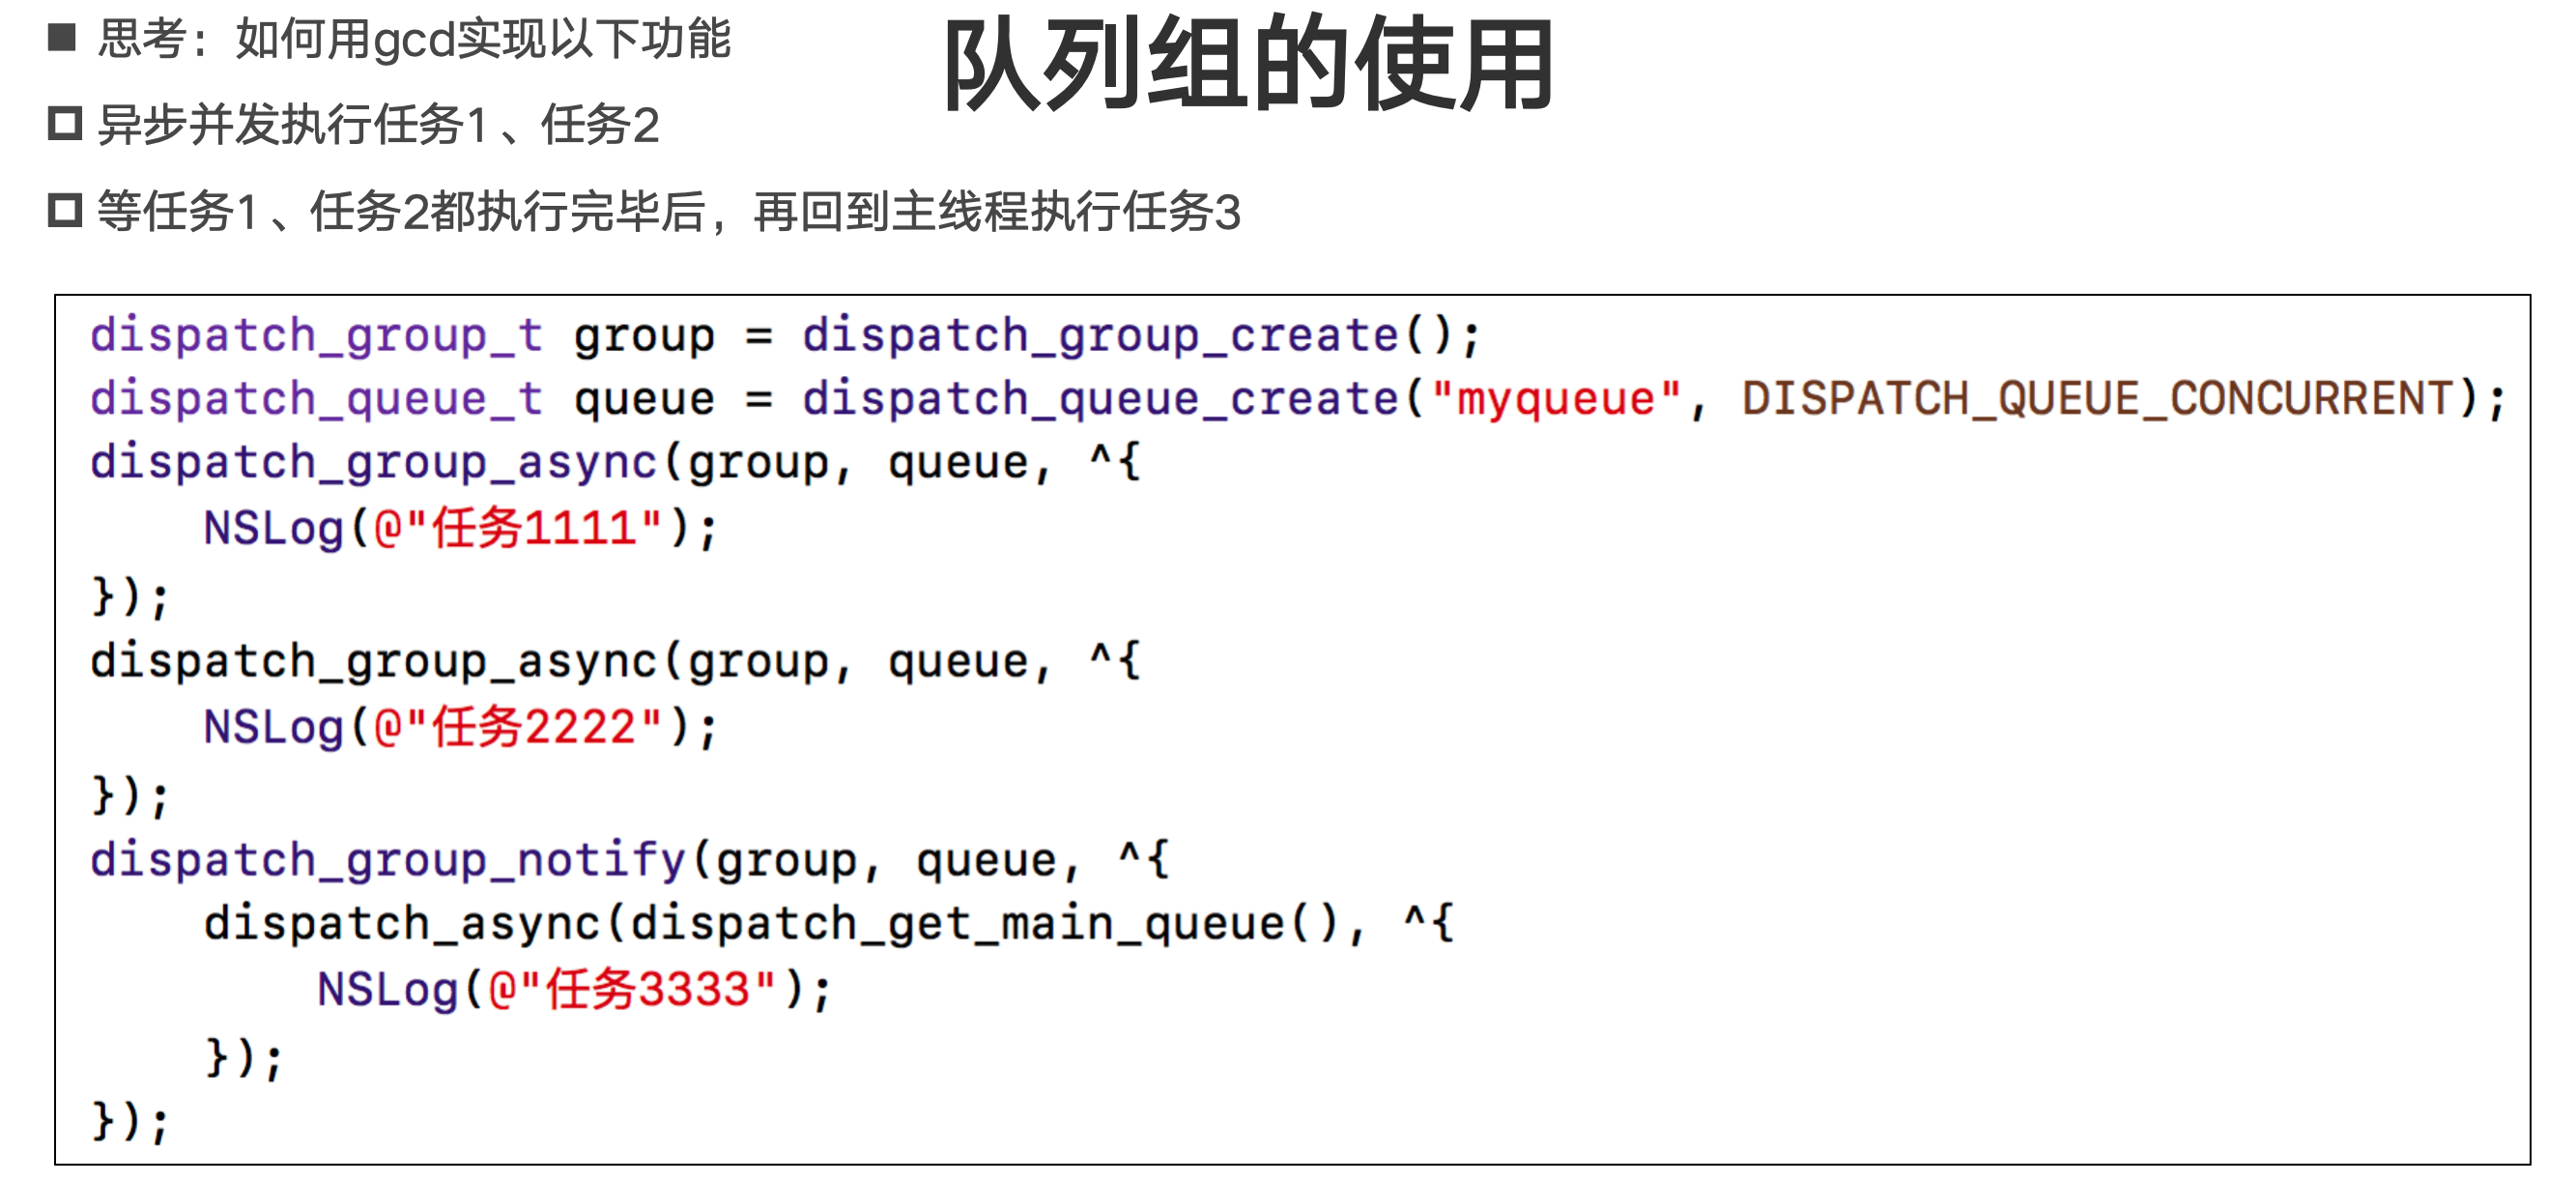 队列组的使用
思考：如何用gcd实现以下功能
异步并发执行任务1、任务2
等任务1、任务2都执行完毕后，再回到主线程执行任务3
dispatch_group_t group = dispatch_group_create();
dispatch_queue_t queue = dispatch_queue_create("myqueue", DISPATCH_QUEUE_CONCURRENT);
dispatch_group_async(group, queue, ^{
    NSLog(@"任务1111");
});
dispatch_group_async(group, queue, ^{
    NSLog(@"任务2222");
});
dispatch_group_notify(group, queue, ^{
    dispatch_async(dispatch_get_main_queue(), ^{
        NSLog(@"任务3333");
    });
});